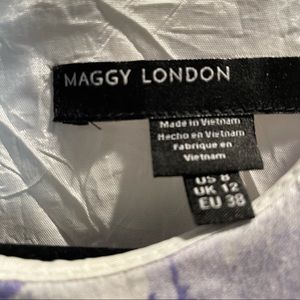 MAGGY LONDON
Made in Vietnam
Hecho en Vietnam
Fabrique en
Vietnam
US 8
UK 12
EU 38